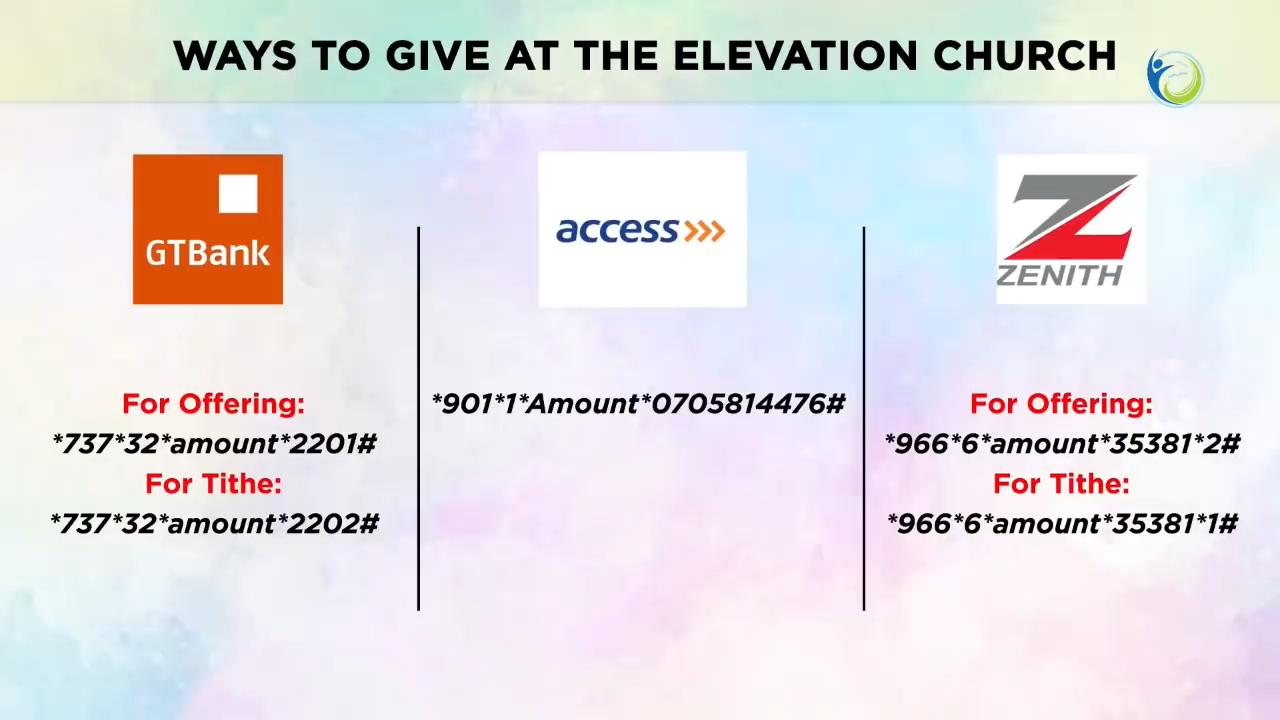 WAYS TO GIVE AT THE ELEVATION CHURCH
GTBank
For Offering:
*737*32*amount*2201#
For Tithe:
*737*32*amount*2202#
access
*901*1*Amount*0705814476#
ZENITH
For Offering:
*966*6*amount*35381*2#
For Tithe:
*966*6*amount*35381*1#